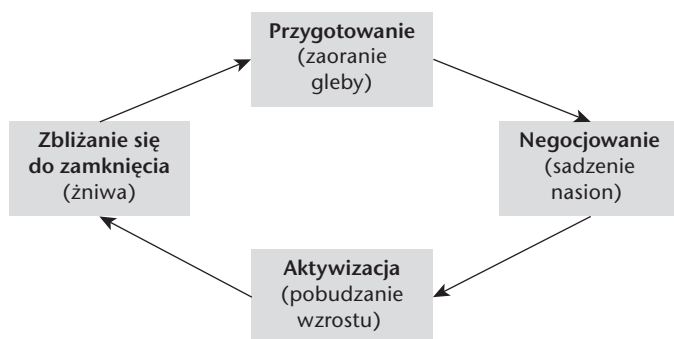 Przygotowanie
(zaoranie
gleby)
Zbliżanie się
do zamknięcia
(żniwa)
Negocjowanie
(sadzenie
nasion)
Aktywizacja
(pobudzanie
wzrostu)